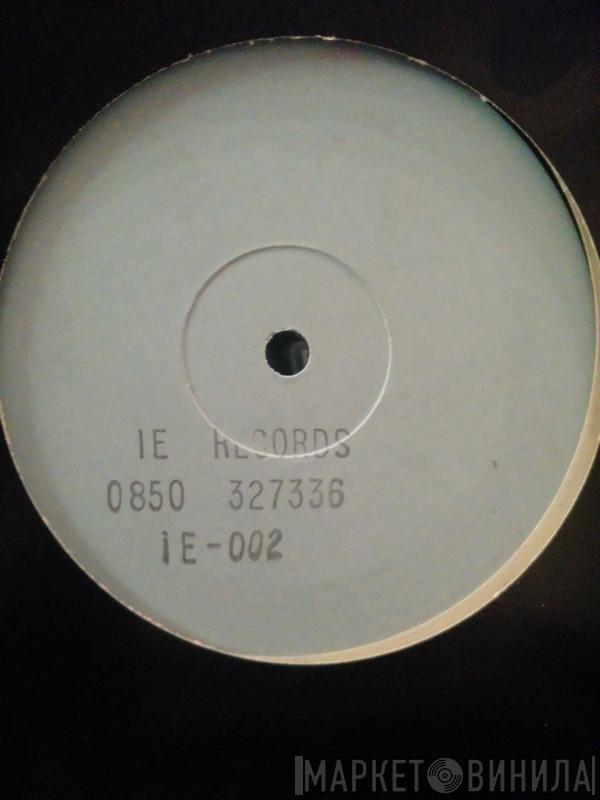 IE RECORDS
0850 327336
IE-002
МАРКЕТ ВИНИЛА